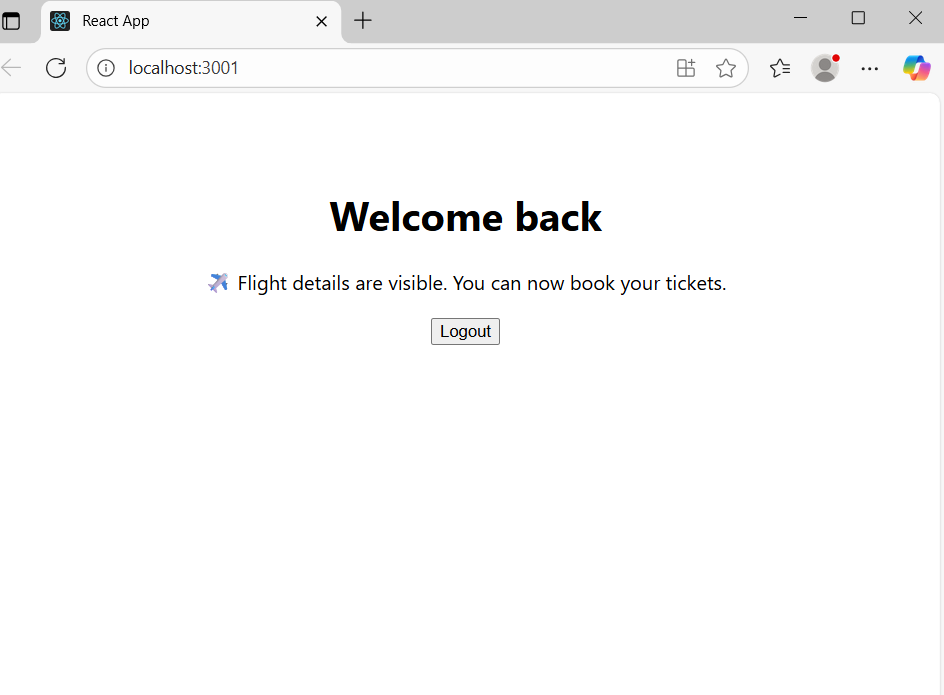 React App
localhost:3001
Welcome back
✈️ Flight details are visible. You can now book your tickets.
Logout